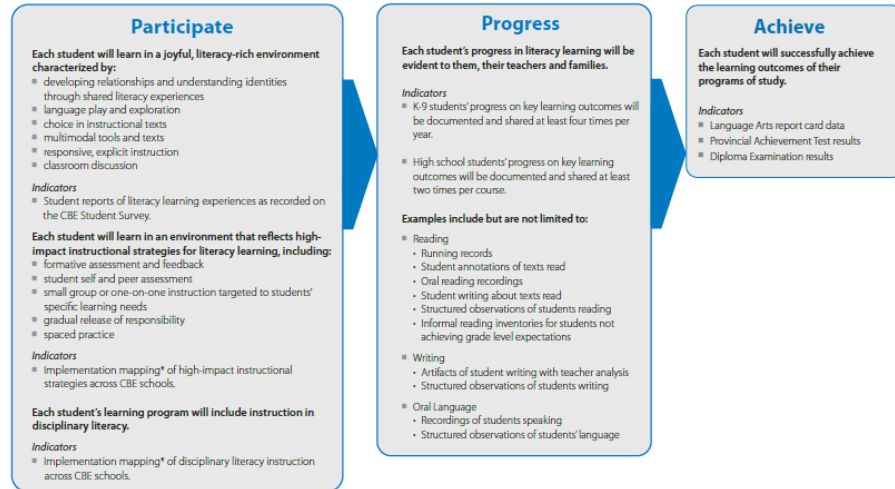 Participate
Each student will learn in a joyful, literacy-rich environment
characterized by:
■ developing relationships and understanding identities
through shared literacy experiences
■ language play and exploration
■ choice in instructional texts
■ multimodal tools and texts
■ responsive, explicit instruction
■ classroom discussion
Indicators
■ Student reports of literacy learning experiences as recorded on
the CBE Student Survey.
Each student will learn in an environment that reflects high-
impact instructional strategies for literacy learning, including:
■ formative assessment and feedback
■ student self and peer assessment
■ small group or one-on-one instruction targeted to students'
specific learning needs
■ gradual release of responsibility
■ spaced practice
Indicators
■ Implementation mapping* of high-impact instructional
strategies across CBE schools.
Each student's learning program will include instruction in
disciplinary literacy.
Indicators
■ Implementation mapping* of disciplinary literacy instruction
across CBE schools.
Progress
Each student's progress in literacy learning will be
evident to them, their teachers and families.
Indicators
■ K-9 students' progress on key learning outcomes will
be documented and shared at least four times per
year.
■ High school students' progress on key learning
outcomes will be documented and shared at least
two times per course.
Examples include but are not limited to:
■ Reading
• Running records
• Student annotations of texts read
• Oral reading recordings
• Student writing about texts read
• Structured observations of students reading
• Informal reading inventories for students not
achieving grade level expectations
■ Writing
• Artifacts of student writing with teacher analysis
• Structured observations of students writing
■ Oral Language
• Recordings of students speaking
• Structured observations of students' language
Achieve
Each student will successfully achieve
the learning outcomes of their
programs of study.
Indicators
■ Language Arts report card data
■ Provincial Achievement Test results
■ Diploma Examination results